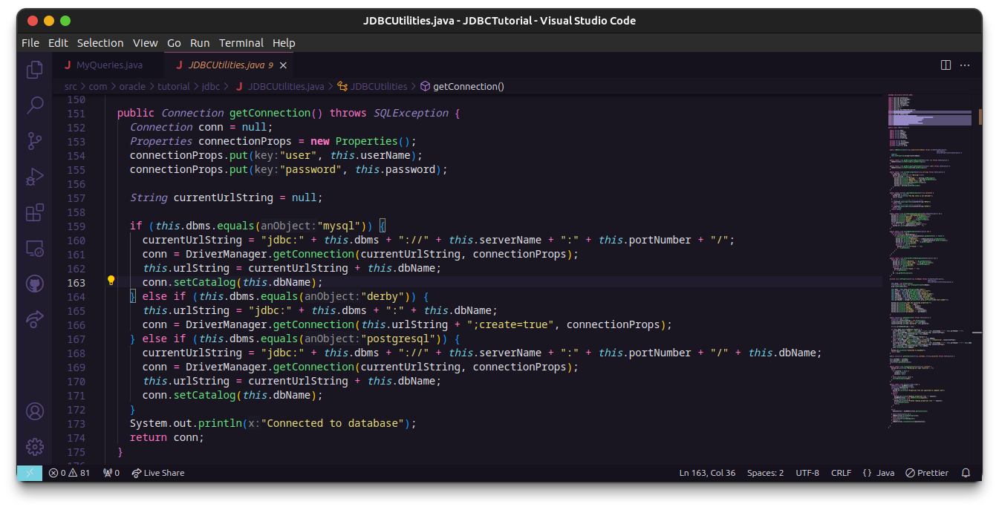 JDBCUtilities.java - JDBCTutorial - Visual Studio Code
File Edit Selection View Go Run Terminal Help
J MyQueries.java J JDBCUtilities.java 9
src > com > oracle > tutorial > jdbc > J JDBCUtilities.java > JDBCUtilities > getConnection()
150
151 public Connection getConnection() throws SQLException {
152 Connection conn = null;
153 Properties connectionProps = new Properties();
154 connectionProps.put(key:"user", this.userName);
155 connectionProps.put(key:"password", this.password);
156
157 String currentUrlString = null;
158
159 if (this.dbms.equals(anObject:"mysql")) {
160 currentUrlString = "jdbc:" + this.dbms + "://" + this.serverName + ":" + this.portNumber + "/";
161 conn = DriverManager.getConnection(currentUrlString, connectionProps);
162 this.urlString = currentUrlString + this.dbName;
163 conn.setCatalog(this.dbName);
164 } else if (this.dbms.equals(anObject:"derby")) {
165 this.urlString = "jdbc:" + this.dbms + ":" + this.dbName;
166 conn = DriverManager.getConnection(this.urlString + ";create=true", connectionProps);
167 } else if (this.dbms.equals(anObject:"postgresql")) {
168 currentUrlString = "jdbc:" + this.dbms + "://" + this.serverName + ":" + this.portNumber + "/" + this.dbName;
169 conn = DriverManager.getConnection(currentUrlString, connectionProps);
170 this.urlString = currentUrlString + this.dbName;
171 conn.setCatalog(this.dbName);
172 }
173 System.out.println(x:"Connected to database");
174 return conn;
175 }
0 81 0 Live Share Ln 163, Col 36 Spaces: 2 UTF-8 CRLF {} Java Prettier